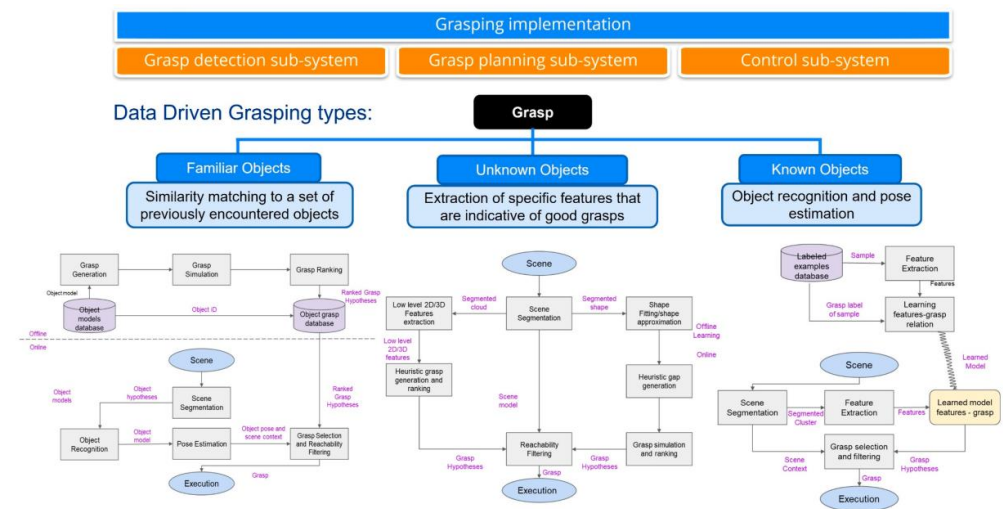 Grasping implementation
Grasp detection sub-system
Grasp planning sub-system
Control sub-system
Data Driven Grasping types:
Grasp
Familiar Objects
Similarity matching to a set of
previously encountered objects
Unknown Objects
Extraction of specific features that
are indicative of good grasps
Known Objects
Object recognition and pose
estimation
Grasp
Generation
Grasp
Simulation
Grasp Ranking
Object model
Ranked Grasp
Hypotheses
Object
models
database
Object ID
Object grasp
database
Offline
Online
Scene
Object
models
Object
hypotheses
Scene
Segmentation
Ranked
Grasp
Hypotheses
Object
Recognition
Object
model
Pose Estimation
Object pose and
scene context
Grasp Selection
and Reachability
Filtering
Grasp
Execution
Scene
Low level 2D/3D
Features
extraction
Segmented
cloud
Scene
Segmentation
Segmented
shape
Shape
Fitting/shape
approximation
Low level
2D/3D
features
Offline
Learning
Online
Heuristic grasp
generation and
ranking
Heuristic gap
generation
Scene
model
Reachability
Filtering
Grasp simulation
and ranking
Grasp
Hypotheses
Grasp
Hypotheses
Grasp
Execution
Labeled
examples
database
Sample
Feature
Extraction
Features
Grasp label
of sample
Learning
features-grasp
relation
Learned
Model
Scene
Scene
Segmentation
Segmented
Cluster
Feature
Extraction
Features
Learned model
features - grasp
Scene
Context
Grasp selection
and filtering
Grasp
Hypotheses
Grasp
Execution